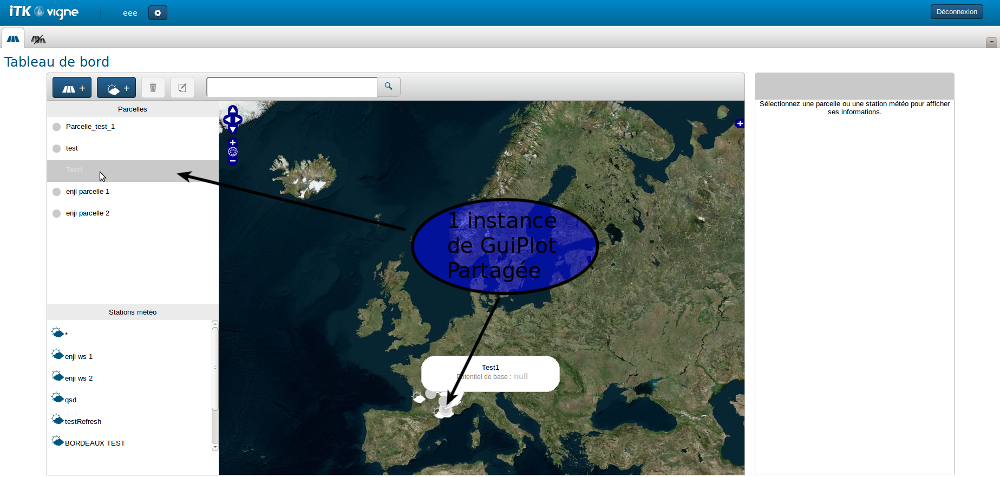 iTK vigne
eee
Déconnexion
Tableau de bord
Parcelles
Parcelle_test_1
test
Test1
enji parcelle 1
enji parcelle 2
Stations météo
*
enji ws 1
enji ws 2
qsd
testRefresh
BORDEAUX TEST
1 instance
de GuiPlot
Partagée
Test1
Potentiel de base : null
Sélectionnez une parcelle ou une station météo pour afficher
ses informations.